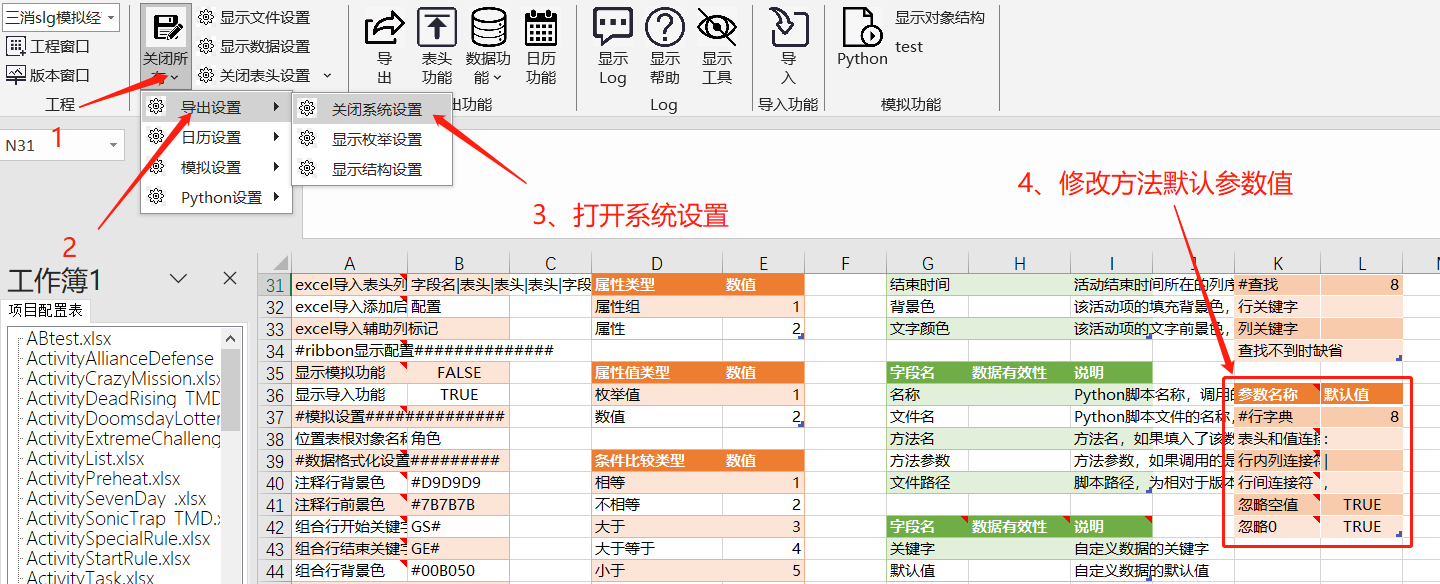 三消slg模拟经
工程窗口
版本窗口
工程
关闭所
显示文件设置
显示数据设置
关闭表头设置
导出
表头功能
数据功能
日历功能
出功能
显示Log
显示帮助
显示工具
Log
导入
导入功能
Python
显示对象结构
test
模拟功能
导出设置
日历设置
模拟设置
Python设置
关闭系统设置
显示枚举设置
显示结构设置
1
2
3、打开系统设置
4、修改方法默认参数值
N31
工作簿1
项目配置表
ABtest.xlsx
ActivityAllianceDefense
ActivityCrazyMission.xlsx
ActivityDeadRising_TMD
ActivityDoomsdayLotter
ActivityExtremeChalleng
ActivityList.xlsx
ActivityPreheat.xlsx
ActivitySevenDay_.xlsx
ActivitySonicTrap_TMD.x
ActivitySpecialRule.xlsx
ActivityStartRule.xlsx
ActivityTask.xlsx
A B C D E F G H I J K L
31 excel导入表头列 字段名|表头|表头|表头|字段 属性类型 数值 结束时间 活动结束时间所在的列序 #查找 8
32 excel导入添加后 配置 属性组 1 背景色 该活动项的填充背景色， 行关键字
33 excel导入辅助列标记 属性 2 文字颜色 该活动项的文字前景色， 列关键字
34 #ribbon显示配置############## 查找不到时缺省
35 显示模拟功能 FALSE 属性值类型 数值 字段名 数据有效性 说明
36 显示导入功能 TRUE 枚举值 1 名称 Python脚本名称，调用的 参数名称 默认值
37 #模拟设置############## 数值 2 文件名 Python脚本文件的名称， #行字典 8
38 位置表根对象名称 角色 方法名 方法名，如果填入了该数 表头和值连接 :
39 #数据格式化设置######### 条件比较类型 数值 方法参数 方法参数，如果调用的是 行内列连接符 |
40 注释行背景色 #D9D9D9 相等 1 文件路径 脚本路径，为相对于版本 行间连接符 ,
41 注释行前景色 #7B7B7B 不相等 2 忽略空值 TRUE
42 组合行开始关键字 GS# 大于 3 字段名 数据有效性 说明 忽略0 TRUE
43 组合行结束关键字 GE# 大于等于 4 关键字 自定义数据的关键字
44 组合行背景色 #00B050 小于 5 默认值 自定义数据的默认值